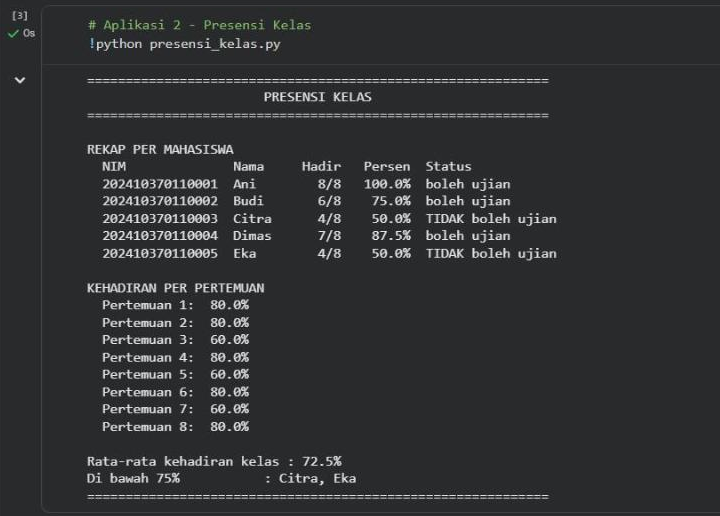 [3]
0s
# Aplikasi 2 - Presensi Kelas
!python presensi_kelas.py
============================================================
PRESENSI KELAS
============================================================
REKAP PER MAHASISWA
NIM Nama Hadir Persen Status
202410370110001 Ani 8/8 100.0% boleh ujian
202410370110002 Budi 6/8 75.0% boleh ujian
202410370110003 Citra 4/8 50.0% TIDAK boleh ujian
202410370110004 Dimas 7/8 87.5% boleh ujian
202410370110005 Eka 4/8 50.0% TIDAK boleh ujian
KEHADIRAN PER PERTEMUAN
Pertemuan 1: 80.0%
Pertemuan 2: 80.0%
Pertemuan 3: 60.0%
Pertemuan 4: 80.0%
Pertemuan 5: 60.0%
Pertemuan 6: 80.0%
Pertemuan 7: 60.0%
Pertemuan 8: 80.0%
Rata-rata kehadiran kelas : 72.5%
Di bawah 75% : Citra, Eka
============================================================